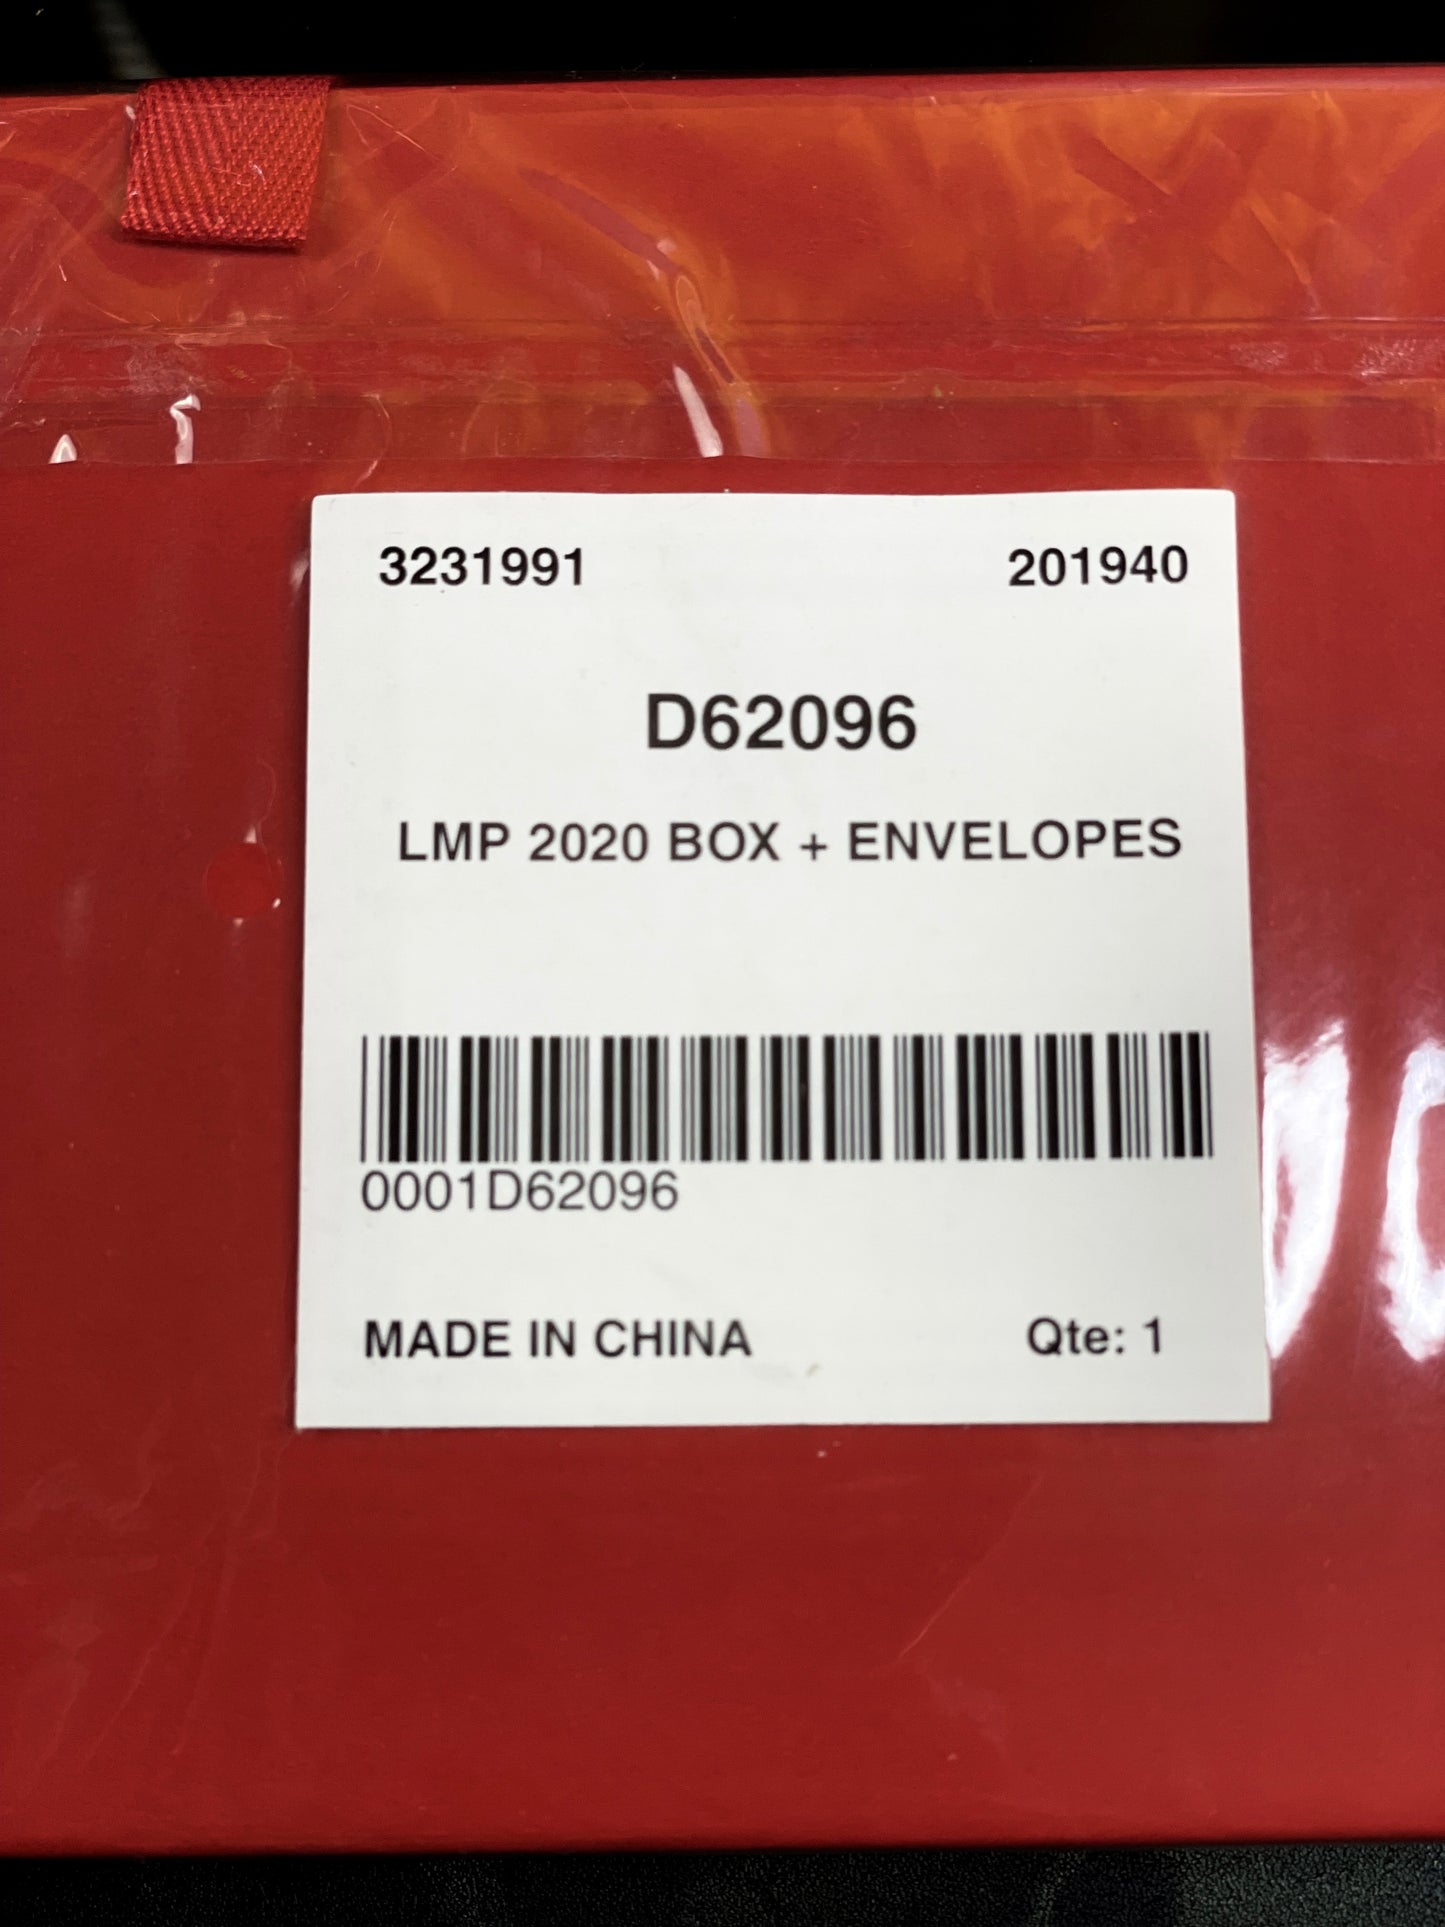 3231991 201940
D62096
LMP 2020 BOX + ENVELOPES
0001D62096
MADE IN CHINA Qte: 1